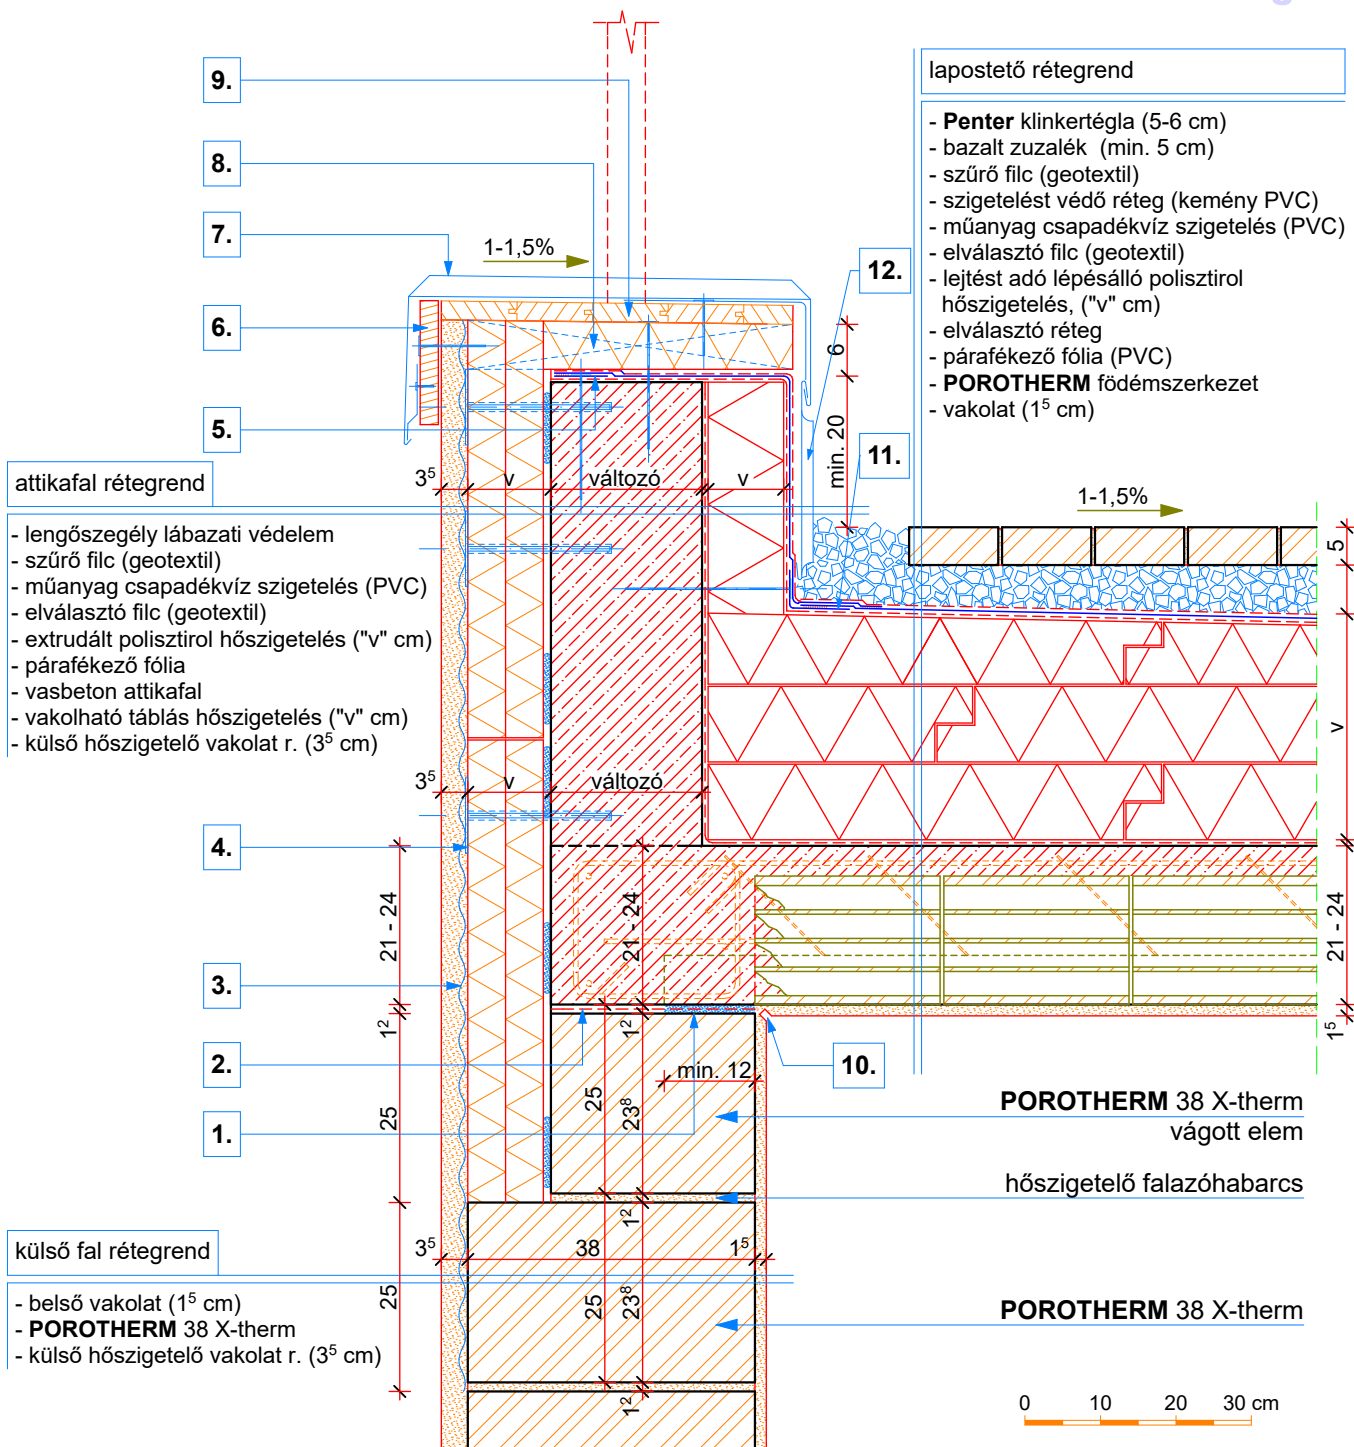 9.
8.
7.
6.
5.
1-1,5%
12.
11.
lapostető rétegrend
- Penter klinkertégla (5-6 cm)
- bazalt zuzalék (min. 5 cm)
- szűrő filc (geotextil)
- szigetelést védő réteg (kemény PVC)
- műanyag csapadékvíz szigetelés (PVC)
- elválasztó filc (geotextil)
- lejtést adó lépésálló polisztirol
hőszigetelés, ("v" cm)
- elválasztó réteg
- párafékező fólia (PVC)
- POROTHERM födémszerkezet
- vakolat (1⁵ cm)
6
min. 20
3⁵ v változó v
1-1,5%
5
attikafal rétegrend
- lengőszegély lábazati védelem
- szűrő filc (geotextil)
- műanyag csapadékvíz szigetelés (PVC)
- elválasztó filc (geotextil)
- extrudált polisztirol hőszigetelés ("v" cm)
- párafékező fólia
- vasbeton attikafal
- vakolható táblás hőszigetelés ("v" cm)
- külső hőszigetelő vakolat r. (3⁵ cm)
v
3⁵ v változó
4.
21 - 24
21 - 24
21 - 24
3.
1²
1²
1⁵
2.
min. 12
10.
1.
25
25
23⁸
POROTHERM 38 X-therm
vágott elem
hőszigetelő falazóhabarcs
1²
külső fal rétegrend
3⁵ 38 1⁵
- belső vakolat (1⁵ cm)
- POROTHERM 38 X-therm
- külső hőszigetelő vakolat r. (3⁵ cm)
25
25
23⁸
POROTHERM 38 X-therm
1²
0 10 20 30 cm